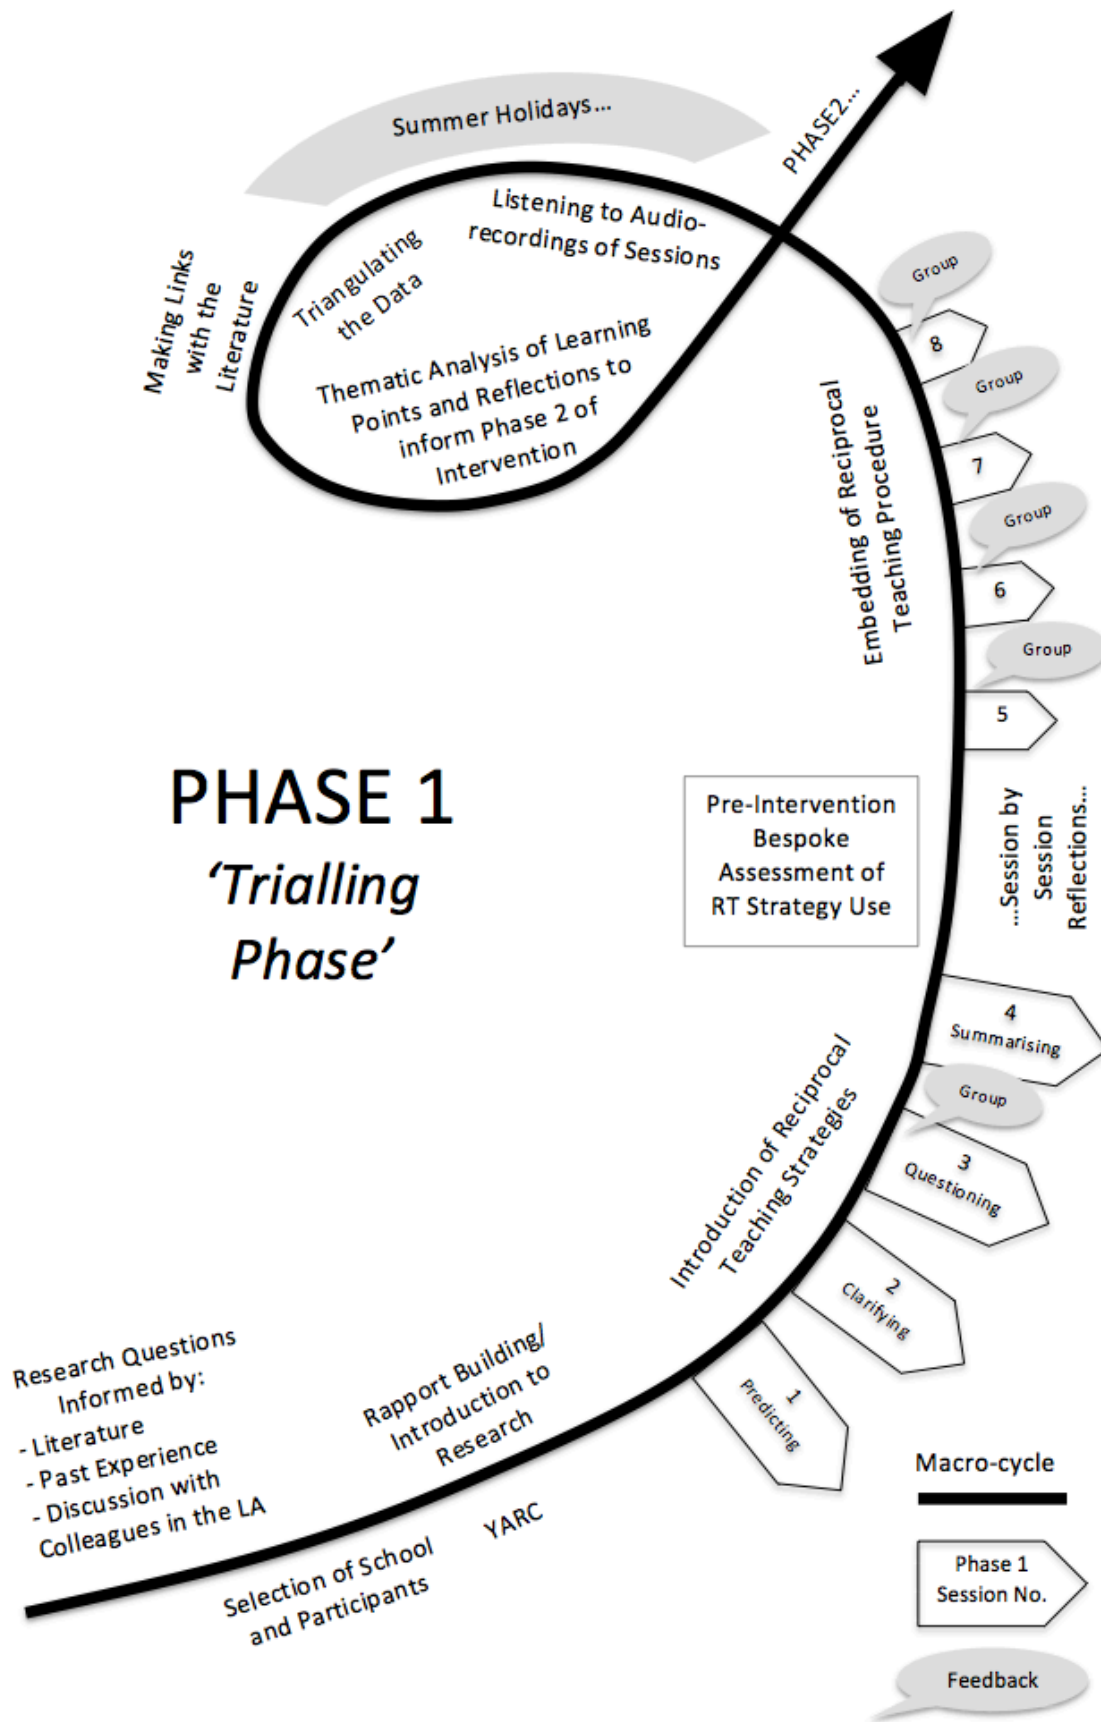 Summer Holidays...
PHASE2...
Listening to Audio-
recordings of Sessions
Triangulating
the Data
Making Links
with the
Literature
Thematic Analysis of Learning
Points and Reflections to
inform Phase 2 of
Intervention
Group
8
Group
7
Group
6
Group
5
Embedding of Reciprocal
Teaching Procedure
PHASE 1
‘Trialling
Phase’
Pre-Intervention
Bespoke
Assessment of
RT Strategy Use
...Session by
Session
Reflections...
4
Summarising
Group
3
Questioning
2
Clarifying
1
Predicting
Introduction of Reciprocal
Teaching Strategies
Rapport Building/
Introduction to
Research
Research Questions
Informed by:
- Literature
- Past Experience
- Discussion with
Colleagues in the LA
YARC
Selection of School
and Participants
Macro-cycle
Phase 1
Session No.
Feedback